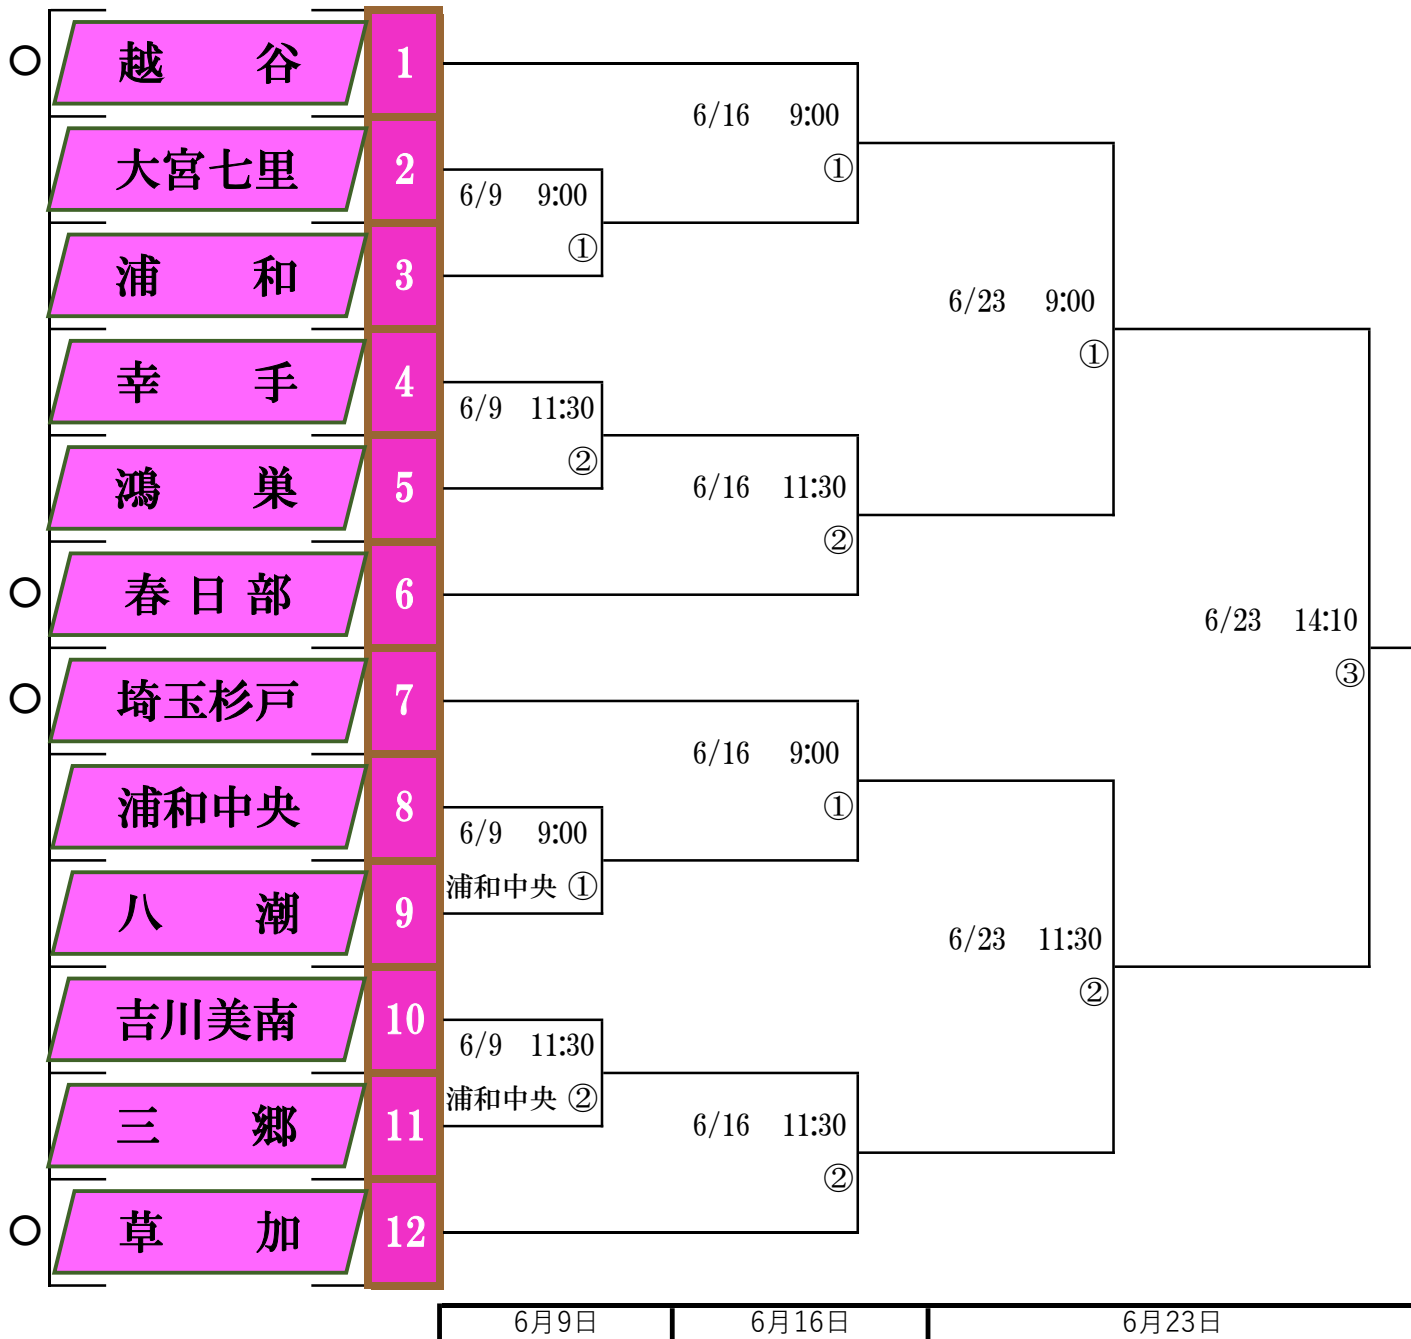 ○ 越谷 1
6/16 9:00
①
大宮七里 2
6/9 9:00
①
浦和 3
6/23 9:00
①
幸手 4
6/9 11:30
②
鴻巣 5
6/16 11:30
②
○ 春日部 6
6/23 14:10
③
○ 埼玉杉戸 7
6/16 9:00
①
浦和中央 8
6/9 9:00
浦和中央 ①
八潮 9
6/23 11:30
②
吉川美南 10
6/9 11:30
浦和中央 ②
三郷 11
6/16 11:30
②
○ 草加 12
6月9日 6月16日 6月23日